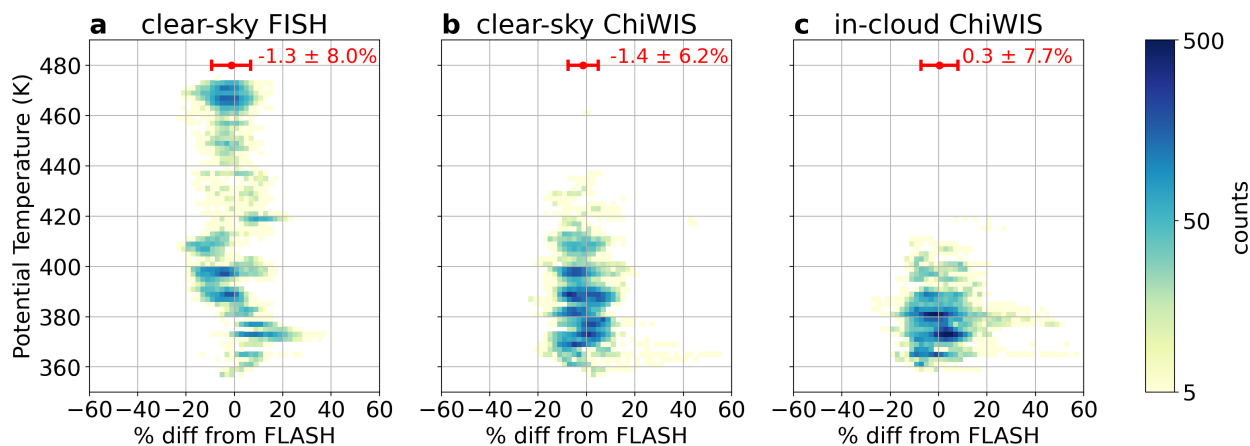 a clear-sky FISH
b clear-sky ChiWIS
c in-cloud ChiWIS
-1.3 ± 8.0%
-1.4 ± 6.2%
0.3 ± 7.7%
Potential Temperature (K)
480
460
440
420
400
380
360
−60 −40 −20 0 20 40 60
−60 −40 −20 0 20 40 60
−60 −40 −20 0 20 40 60
% diff from FLASH
% diff from FLASH
% diff from FLASH
500
50
5
counts